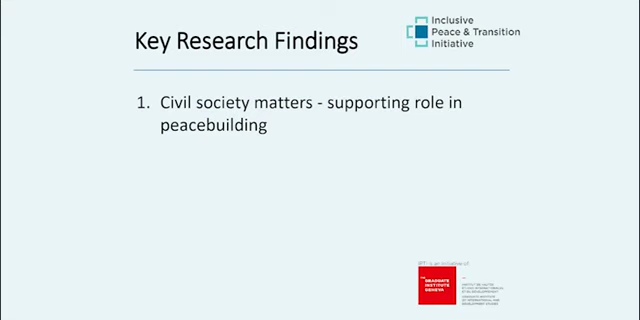 Key Research Findings
Inclusive
Peace & Transition
Initiative
1. Civil society matters - supporting role in
peacebuilding
IPTI is an initiative of:
THE
GRADUATE
INSTITUTE
GENEVA